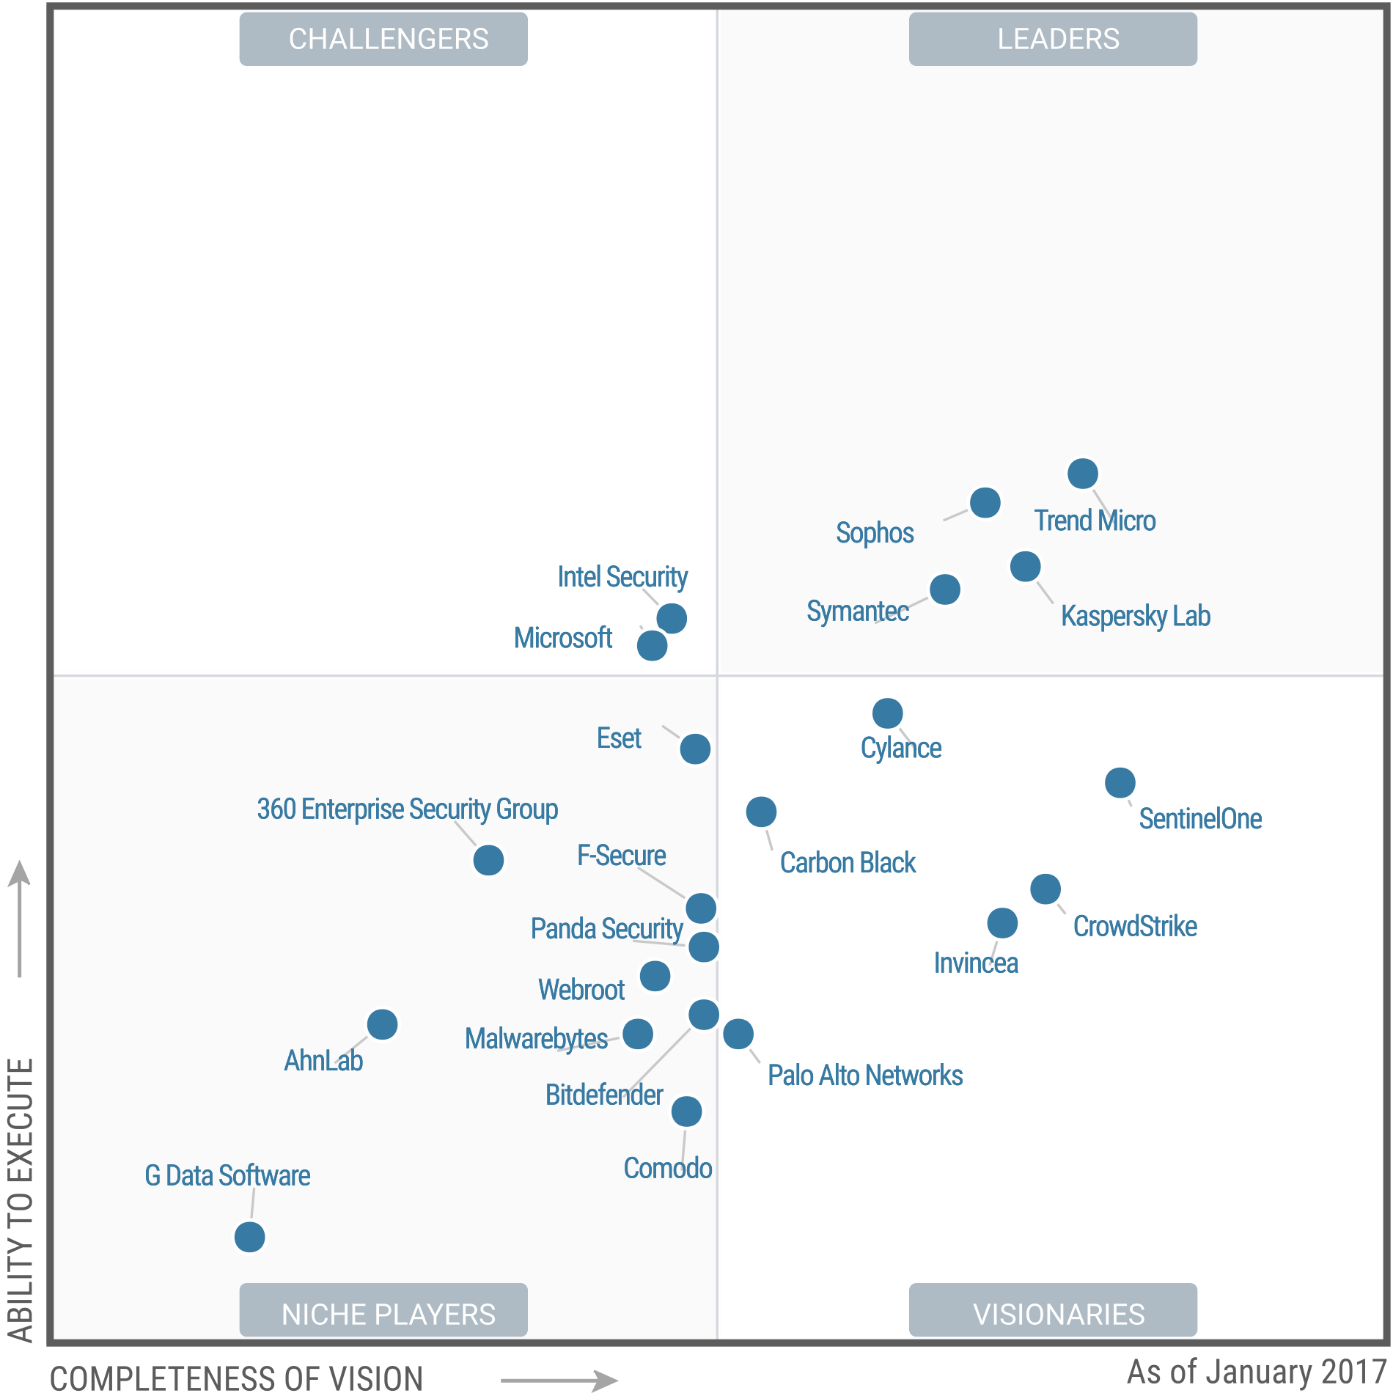 CHALLENGERS
LEADERS
Trend Micro
Sophos
Intel Security
Symantec
Kaspersky Lab
Microsoft
Eset
Cylance
360 Enterprise Security Group
SentinelOne
F-Secure
Carbon Black
Panda Security
CrowdStrike
Invincea
Webroot
Malwarebytes
AhnLab
Palo Alto Networks
Bitdefender
Comodo
G Data Software
NICHE PLAYERS
VISIONARIES
ABILITY TO EXECUTE
COMPLETENESS OF VISION
As of January 2017